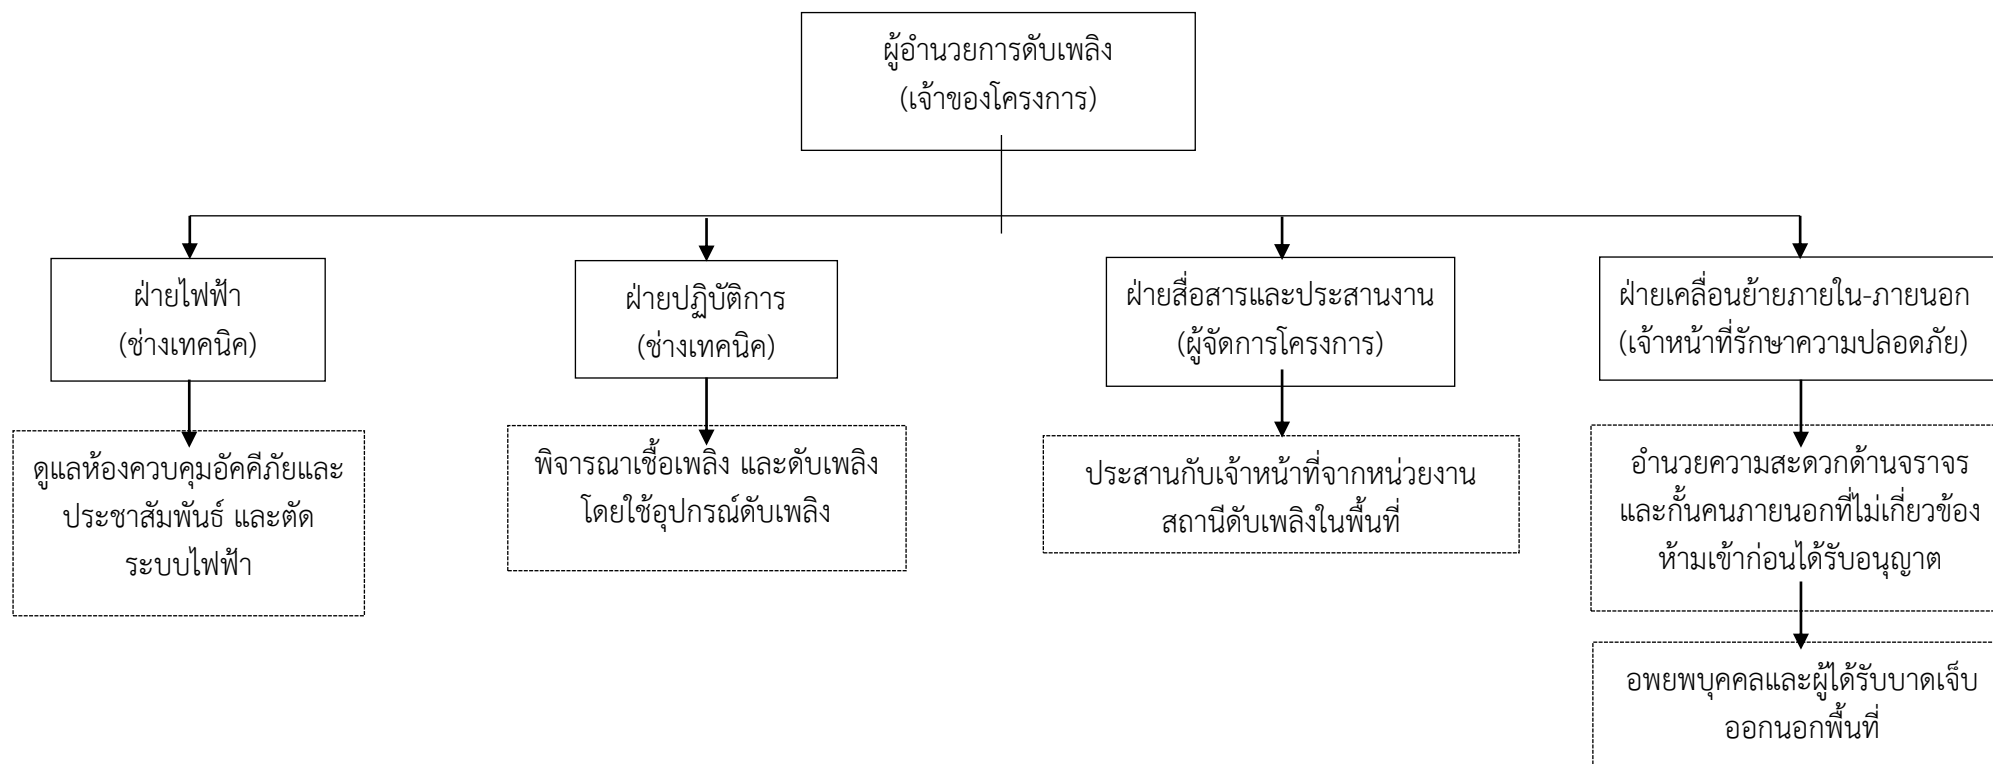 ผู้อำนวยการดับเพลิง
(เจ้าของโครงการ)
ฝ่ายไฟฟ้า
(ช่างเทคนิค)
ฝ่ายปฏิบัติการ
(ช่างเทคนิค)
ฝ่ายสื่อสารและประสานงาน
(ผู้จัดการโครงการ)
ฝ่ายเคลื่อนย้ายภายใน-ภายนอก
(เจ้าหน้าที่รักษาความปลอดภัย)
ดูแลห้องควบคุมอัคคีภัยและ
ประชาสัมพันธ์ และตัด
ระบบไฟฟ้า
พิจารณาเชื้อเพลิง และดับเพลิง
โดยใช้อุปกรณ์ดับเพลิง
ประสานกับเจ้าหน้าที่จากหน่วยงาน
สถานีดับเพลิงในพื้นที่
อำนวยความสะดวกด้านจราจร
และกั้นคนภายนอกที่ไม่เกี่ยวข้อง
ห้ามเข้าก่อนได้รับอนุญาต
อพยพบุคคลและผู้ได้รับบาดเจ็บ
ออกนอกพื้นที่